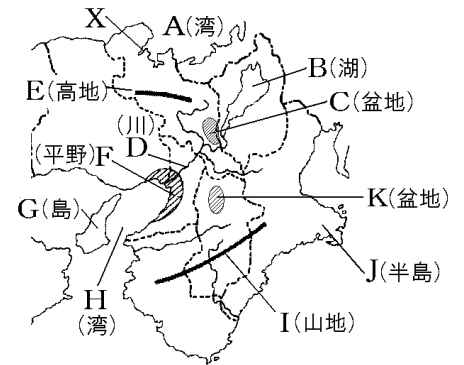 X
A(湾)
B(湖)
E(高地)
C(盆地)
(川)
D
(平野)F
K(盆地)
G(島)
J(半島)
H
(湾)
I(山地)